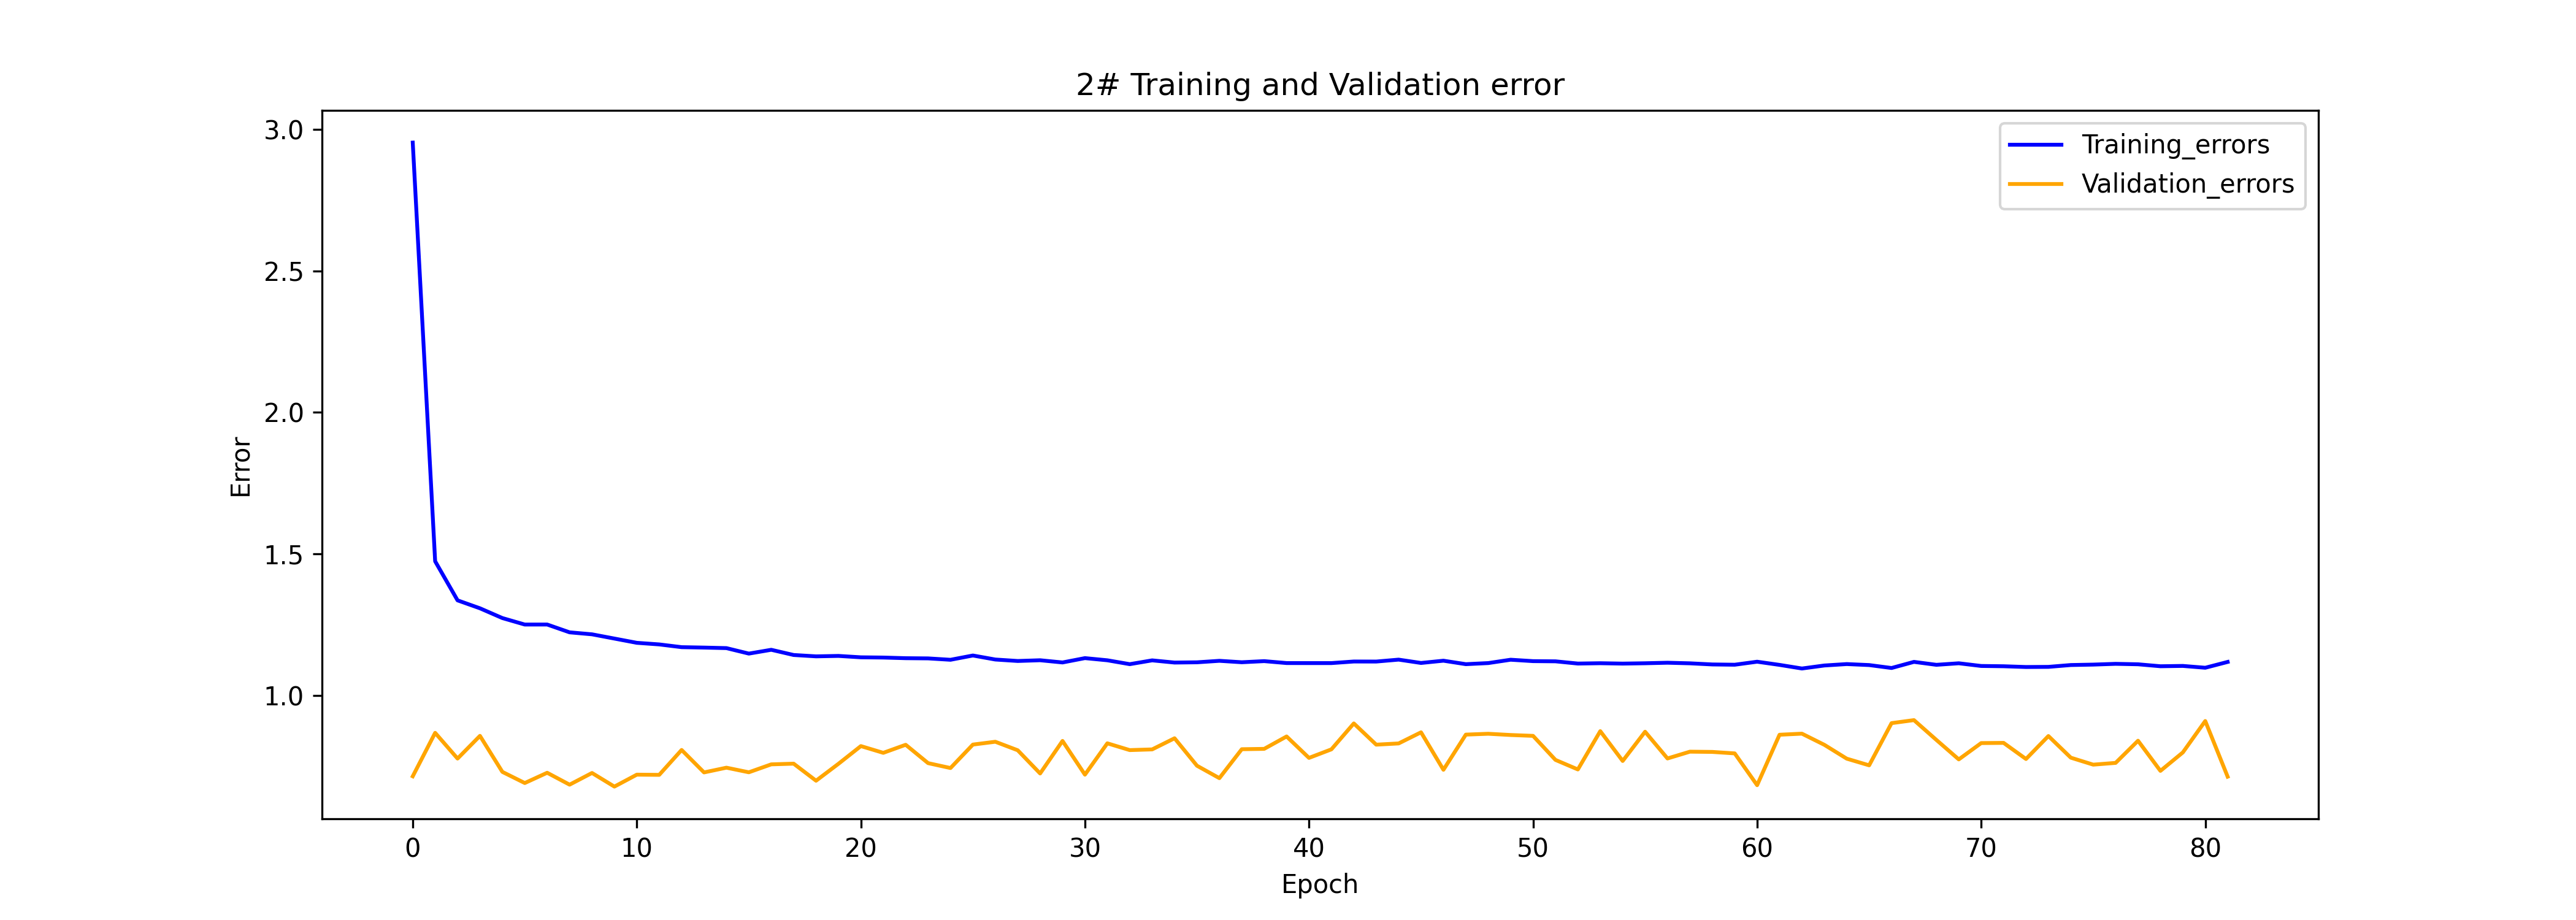 2# Training and Validation error
3.0
2.5
2.0
1.5
1.0
Error
Training_errors
Validation_errors
0 10 20 30 40 50 60 70 80
Epoch